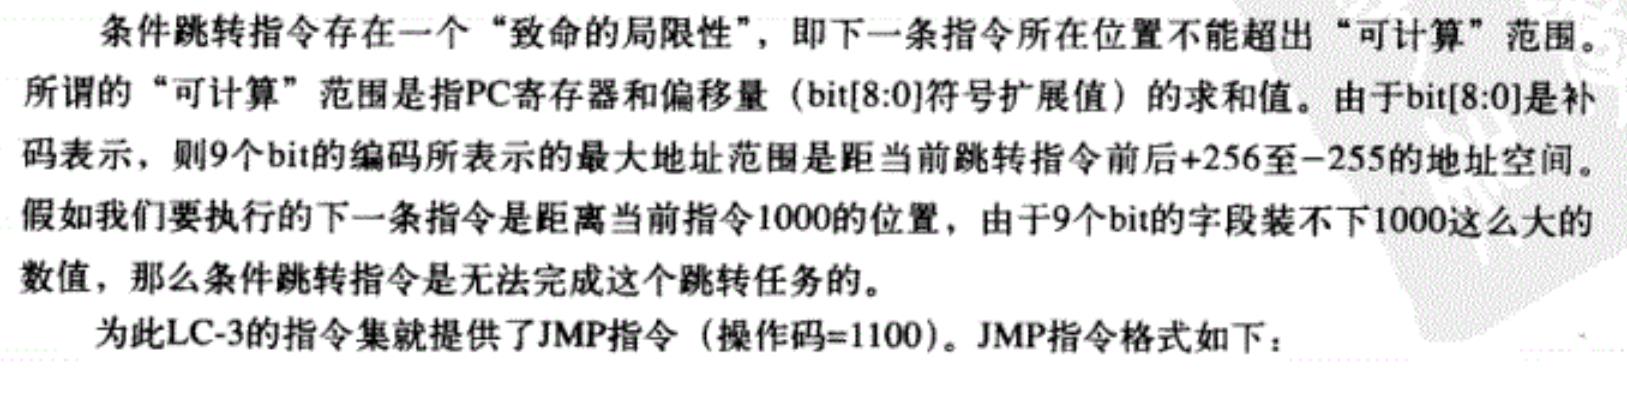 条件跳转指令存在一个“致命的局限性”，即下一条指令所在位置不能超出“可计算”范围。
所谓的“可计算”范围是指PC寄存器和偏移量（bit[8:0]符号扩展值）的求和值。由于bit[8:0]是补
码表示，则9个bit的编码所表示的最大地址范围是距当前跳转指令前后+256至-255的地址空间。
假如我们要执行的下一条指令是距离当前指令1000的位置，由于9个bit的字段装不下1000这么大的
数值，那么条件跳转指令是无法完成这个跳转任务的。
为此LC-3的指令集就提供了JMP指令（操作码=1100）。JMP指令格式如下：